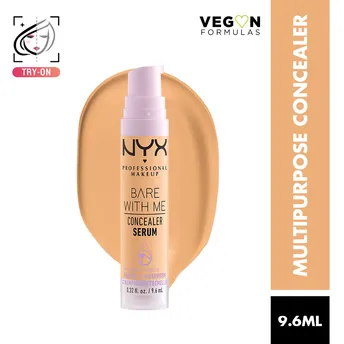 VEGAN
FORMULAS
TRY-ON
NYX
PROFESSIONAL
MAKEUP
BARE
WITH ME
CONCEALER
SERUM
0.32 fl. oz. / 9.6 mL
MULTIPURPOSE CONCEALER
9.6ML